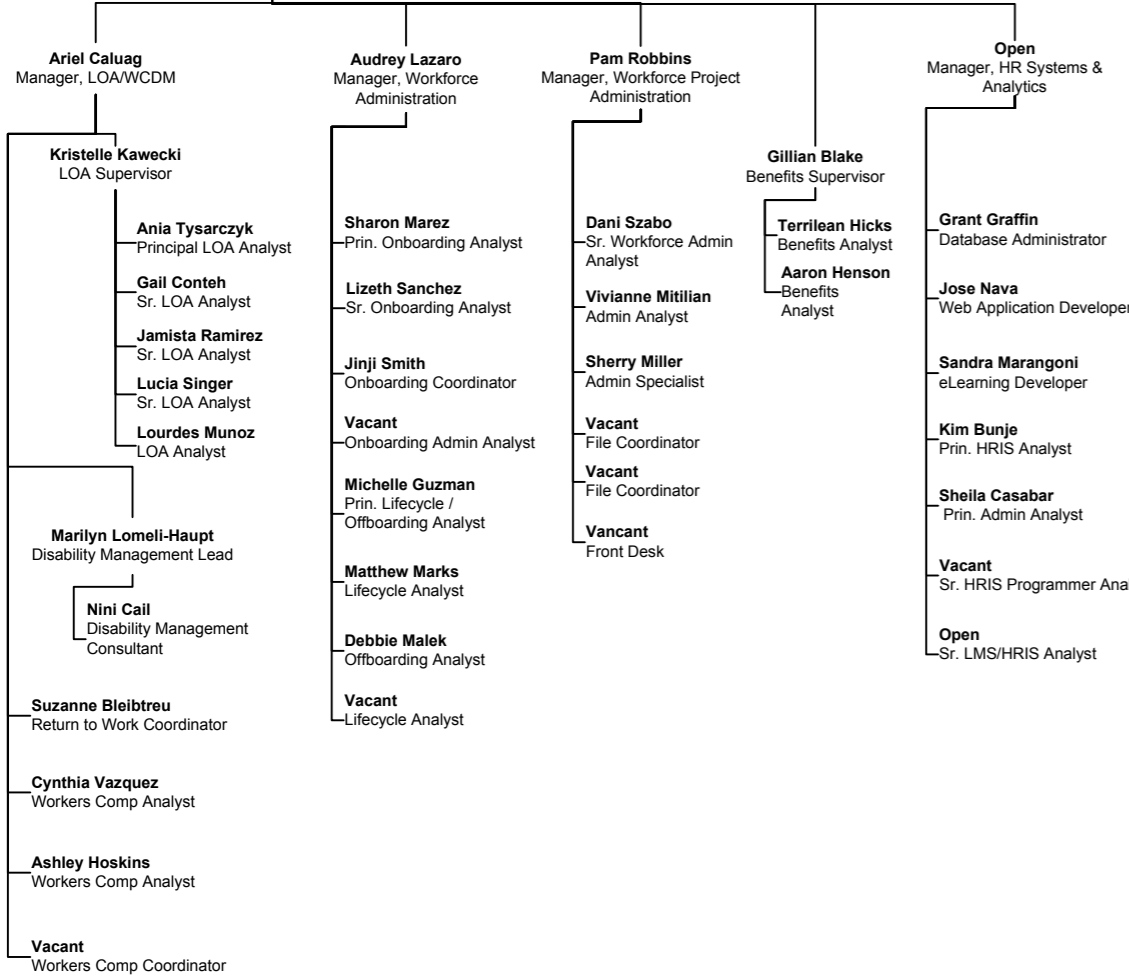 Ariel Caluag
Manager, LOA/WCDM
Kristelle Kawecki
LOA Supervisor
Ania Tysarczyk
Principal LOA Analyst
Gail Conteh
Sr. LOA Analyst
Jamista Ramirez
Sr. LOA Analyst
Lucia Singer
Sr. LOA Analyst
Lourdes Munoz
LOA Analyst
Marilyn Lomeli-Haupt
Disability Management Lead
Nini Cail
Disability Management
Consultant
Suzanne Bleibtreu
Return to Work Coordinator
Cynthia Vazquez
Workers Comp Analyst
Ashley Hoskins
Workers Comp Analyst
Vacant
Workers Comp Coordinator
Audrey Lazaro
Manager, Workforce
Administration
Sharon Marez
Prin. Onboarding Analyst
Lizeth Sanchez
Sr. Onboarding Analyst
Jinji Smith
Onboarding Coordinator
Vacant
Onboarding Admin Analyst
Michelle Guzman
Prin. Lifecycle /
Offboarding Analyst
Matthew Marks
Lifecycle Analyst
Debbie Malek
Offboarding Analyst
Vacant
Lifecycle Analyst
Pam Robbins
Manager, Workforce Project
Administration
Dani Szabo
Sr. Workforce Admin
Analyst
Vivianne Mitilian
Admin Analyst
Sherry Miller
Admin Specialist
Vacant
File Coordinator
Vacant
File Coordinator
Vancant
Front Desk
Gillian Blake
Benefits Supervisor
Terrilean Hicks
Benefits Analyst
Aaron Henson
Benefits
Analyst
Open
Manager, HR Systems &
Analytics
Grant Graffin
Database Administrator
Jose Nava
Web Application Developer
Sandra Marangoni
eLearning Developer
Kim Bunje
Prin. HRIS Analyst
Sheila Casabar
Prin. Admin Analyst
Vacant
Sr. HRIS Programmer Anal
Open
Sr. LMS/HRIS Analyst